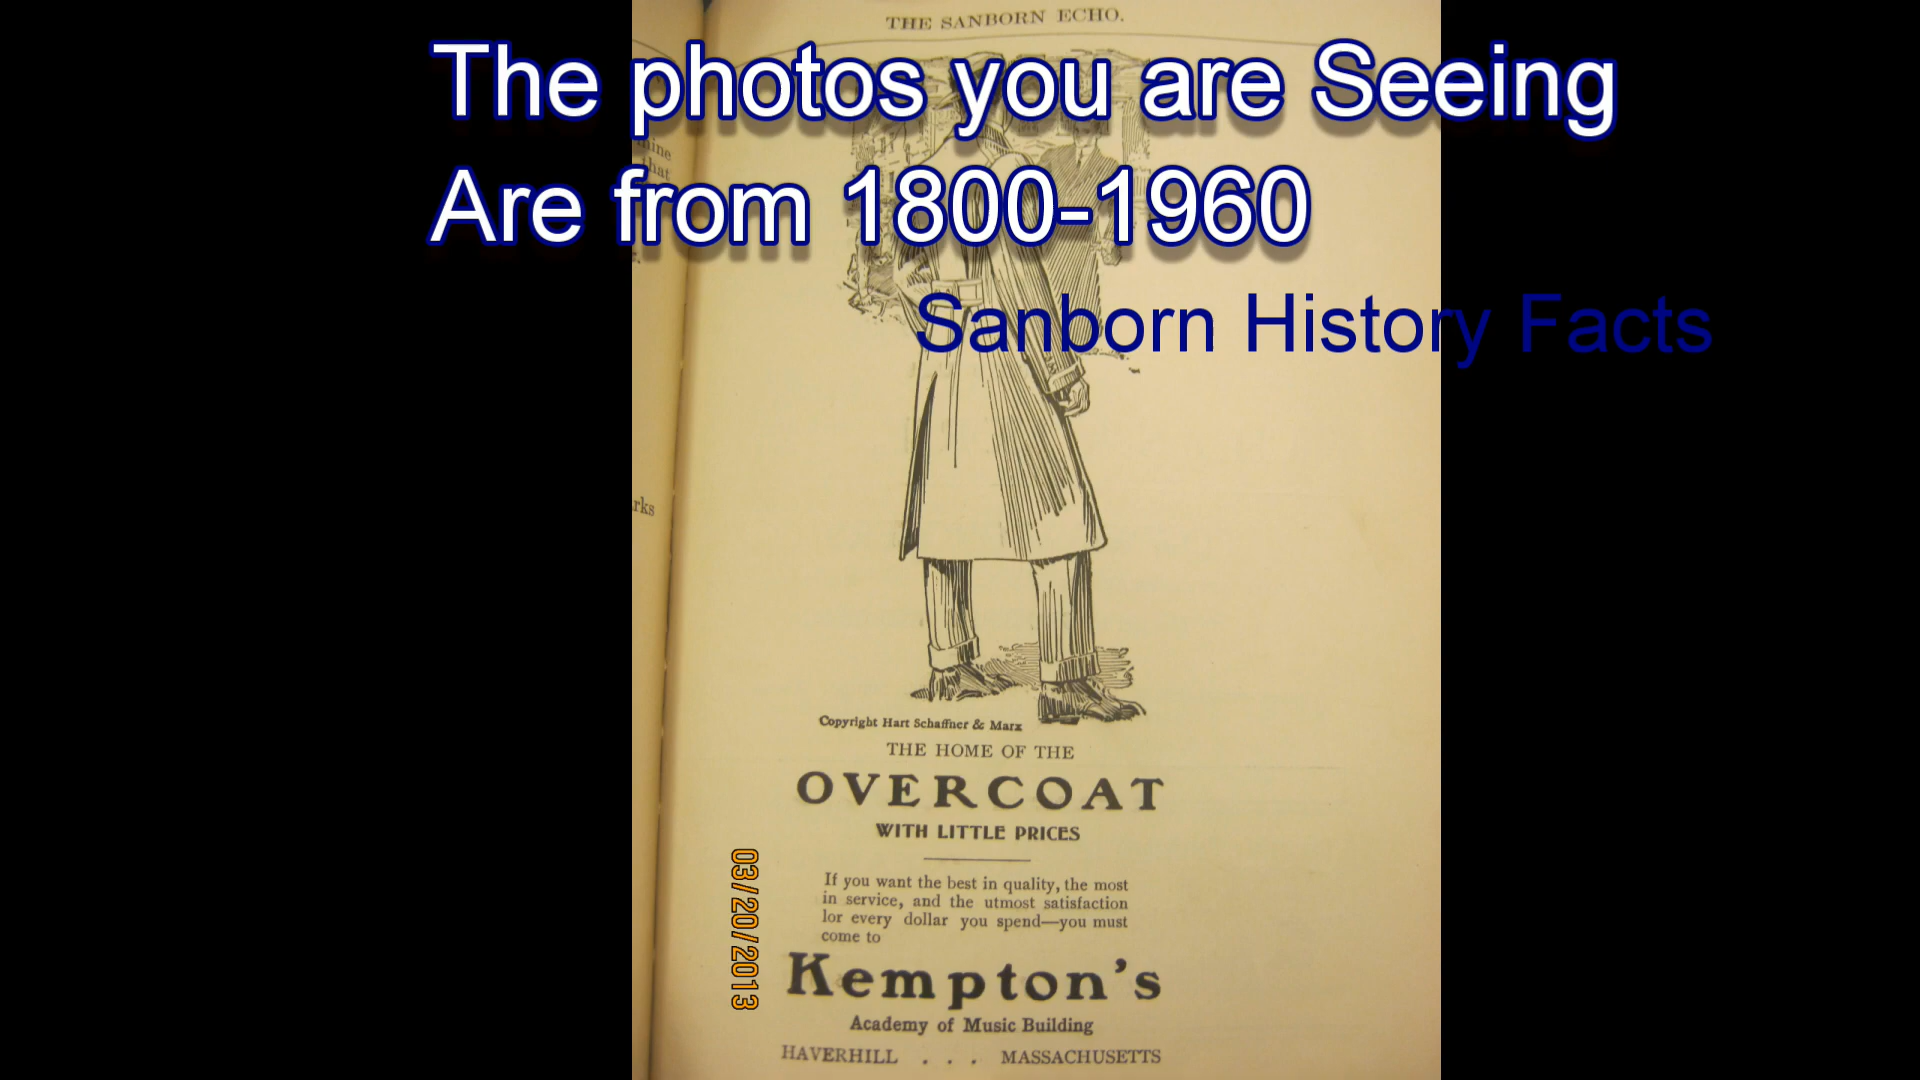 THE SANBORN ECHO.
The photos you are Seeing
Are from 1800-1960
Sanborn History Facts
mine
that
rks
Copyright Hart Schaffner & Marx
THE HOME OF THE
OVERCOAT
WITH LITTLE PRICES
If you want the best in quality, the most
in service, and the utmost satisfaction
lor every dollar you spend—you must
come to
Kempton's
Academy of Music Building
HAVERHILL . . . MASSACHUSETTS
03/20/2013